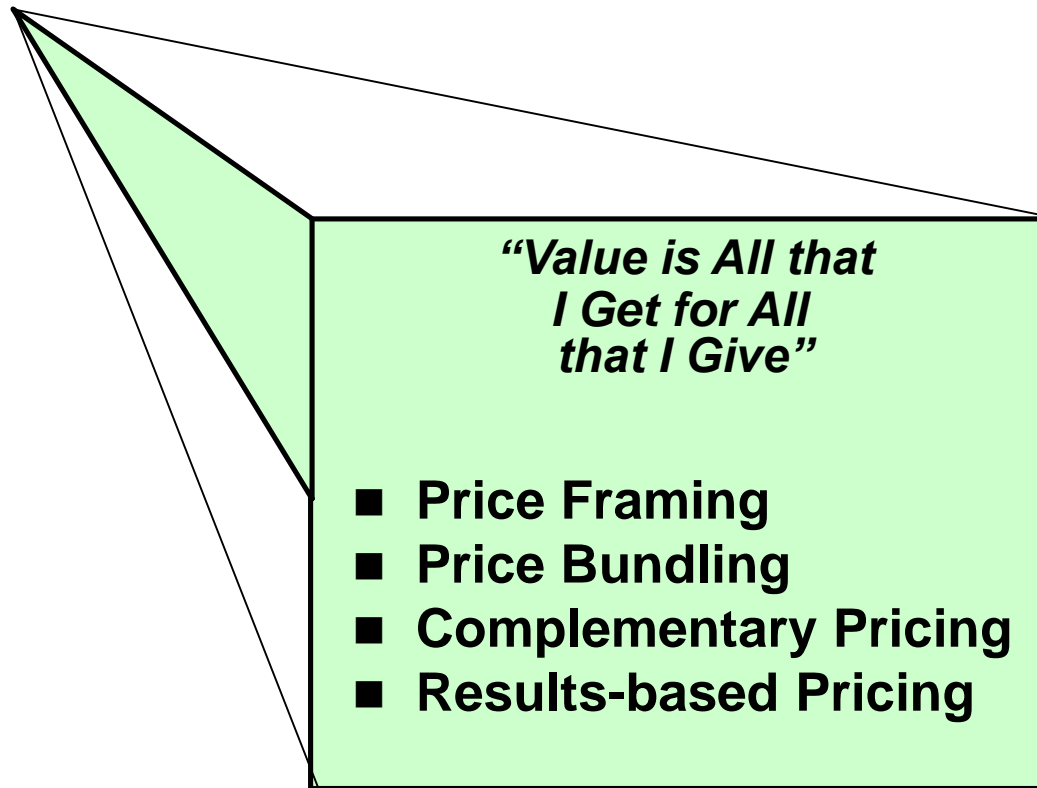 “Value is All that
I Get for All
that I Give”
■ Price Framing
■ Price Bundling
■ Complementary Pricing
■ Results-based Pricing